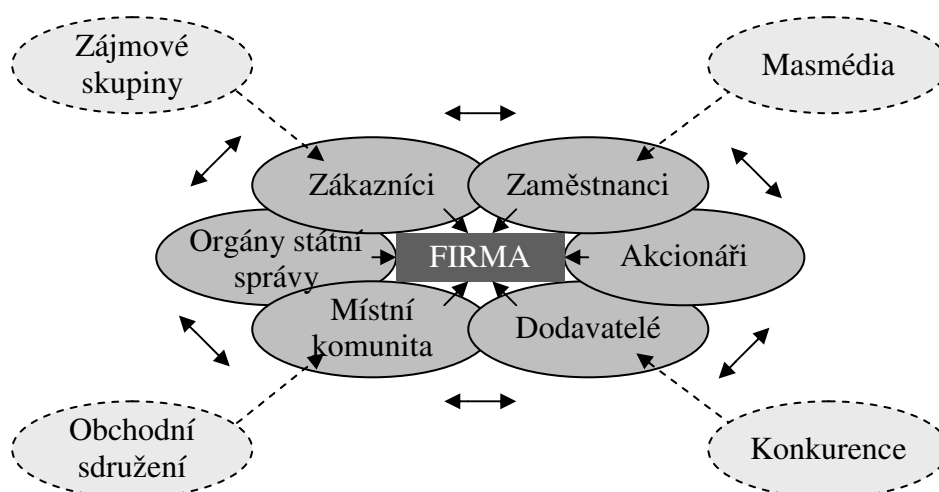 Zájmové
skupiny
Masmédia
Zákazníci
Zaměstnanci
Orgány státní
správy
FIRMA
Akcionáři
Místní
komunita
Dodavatelé
Obchodní
sdružení
Konkurence